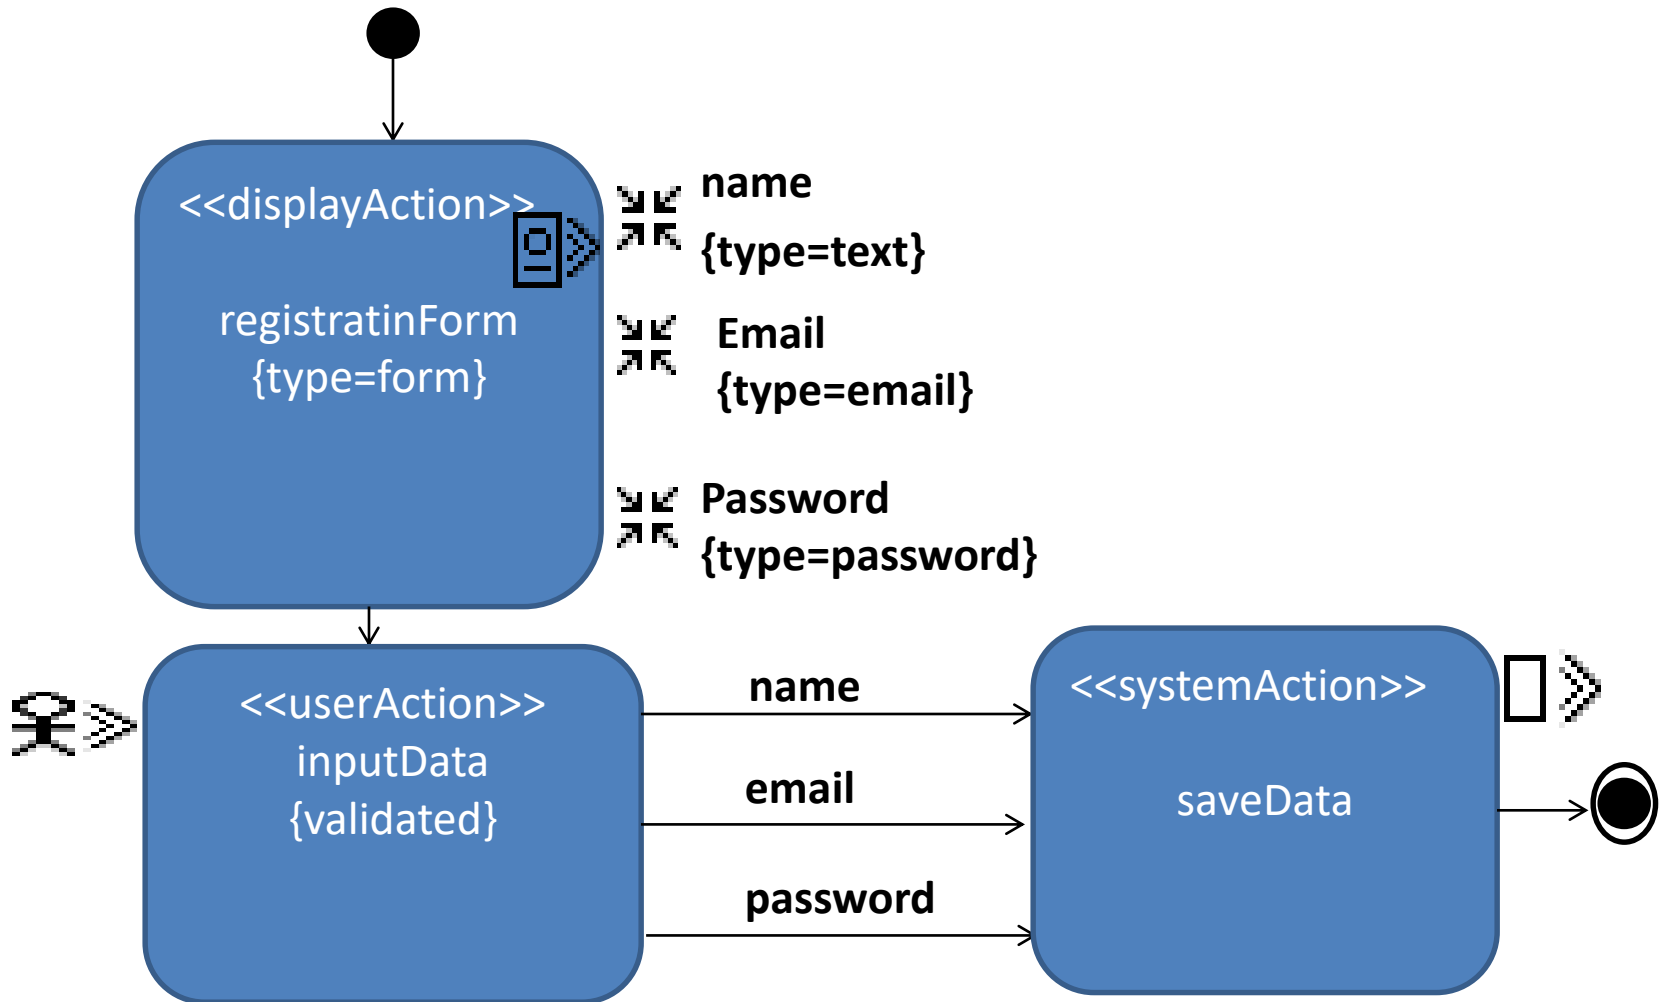 <<displayAction>>
registratinForm
{type=form}
name
{type=text}
Email
{type=email}
Password
{type=password}
<<userAction>>
inputData
{validated}
name
email
password
<<systemAction>>
saveData